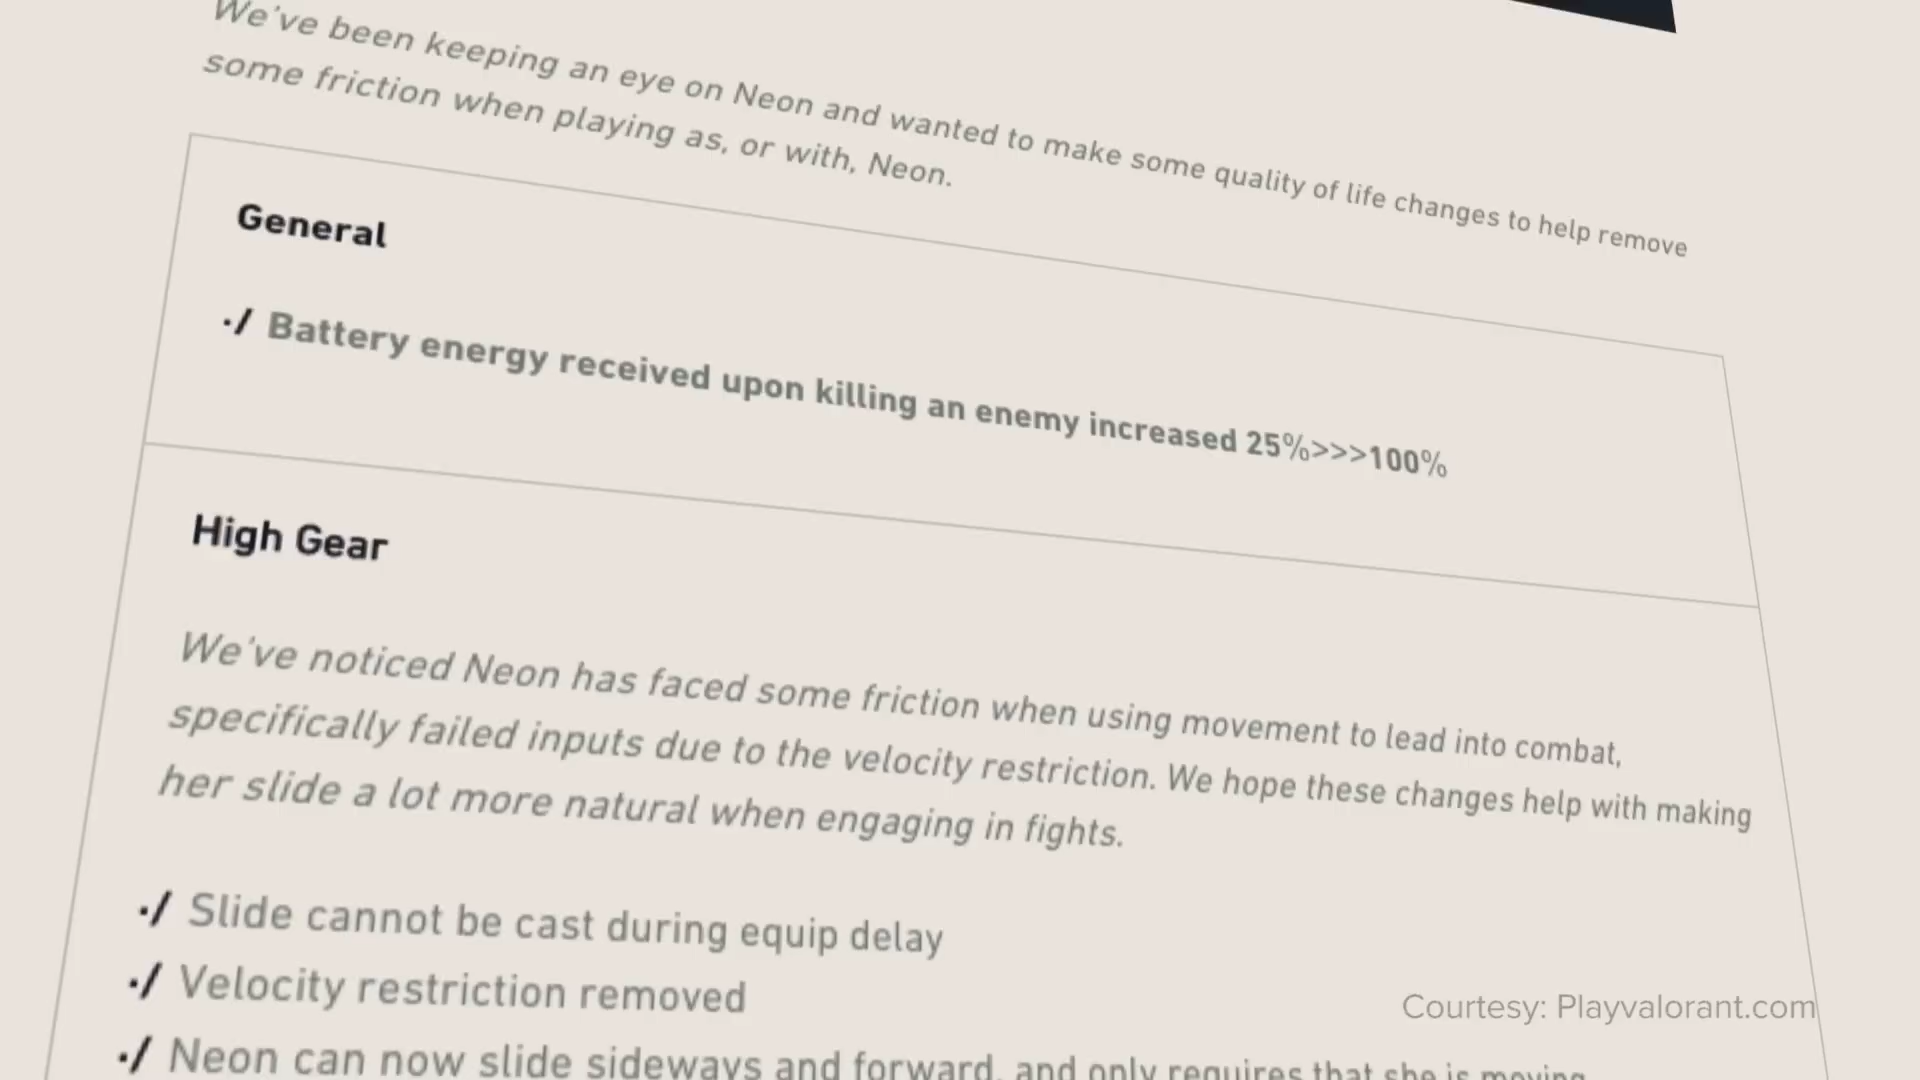 We've been keeping an eye on Neon and wanted to make some quality of life changes to help remove
some friction when playing as, or with, Neon.
General
./ Battery energy received upon killing an enemy increased 25%>>>100%
High Gear
We've noticed Neon has faced some friction when using movement to lead into combat,
specifically failed inputs due to the velocity restriction. We hope these changes help with making
her slide a lot more natural when engaging in fights.
./ Slide cannot be cast during equip delay
./ Velocity restriction removed
./ Neon can now slide sideways and forward, and only requires that she is moving
Courtesy: Playvalorant.com